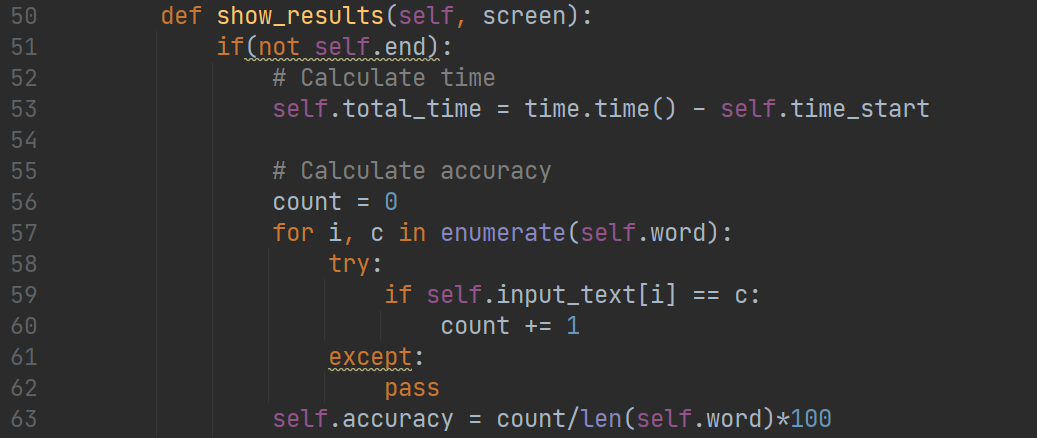 50 def show_results(self, screen):
51 if(not self.end):
52 # Calculate time
53 self.total_time = time.time() - self.time_start
54
55 # Calculate accuracy
56 count = 0
57 for i, c in enumerate(self.word):
58 try:
59 if self.input_text[i] == c:
60 count += 1
61 except:
62 pass
63 self.accuracy = count/len(self.word)*100